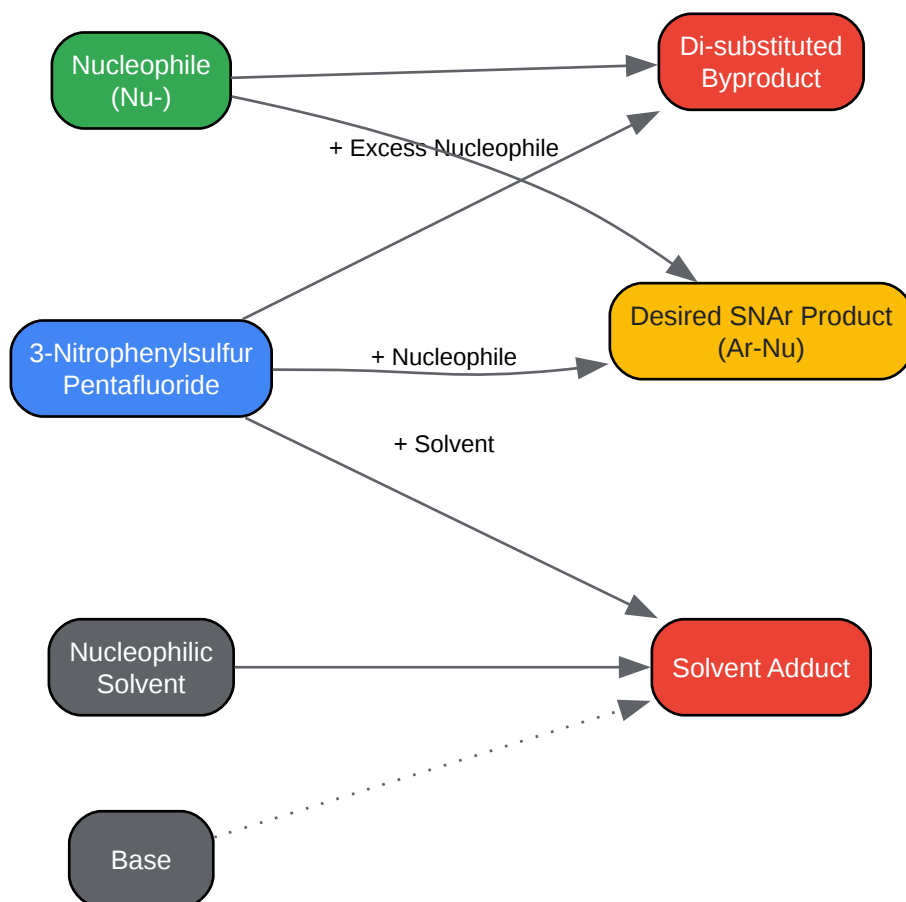 Nucleophile
(Nu-)
Di-substituted
Byproduct
+ Excess Nucleophile
3-Nitrophenylsulfur
Pentafluoride
+ Nucleophile
Desired SNAr Product
(Ar-Nu)
+ Solvent
Nucleophilic
Solvent
Solvent Adduct
Base